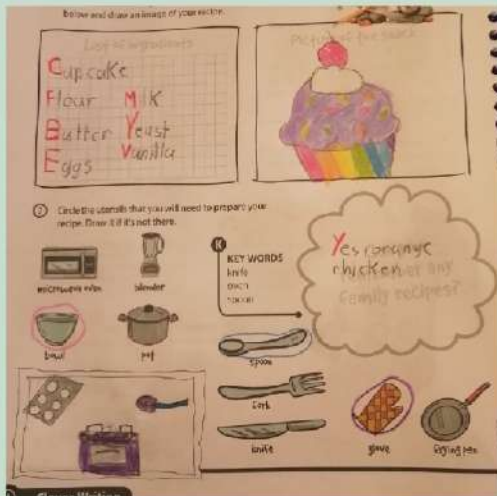 below and draw an image of your recipe.
List of ingredients
Cupcake
Flour Milk
Butter Yeast
Eggs Vanilla
Picture of the snack
2 Circle the utensils that you will need to prepare your
recipe. Draw it if it's not there.
microwave oven
blender
bowl
pot
K
KEY WORDS
knife
oven
spoon
spoon
fork
knife
Yes
chicken any
family recipes?
glove
frying pan